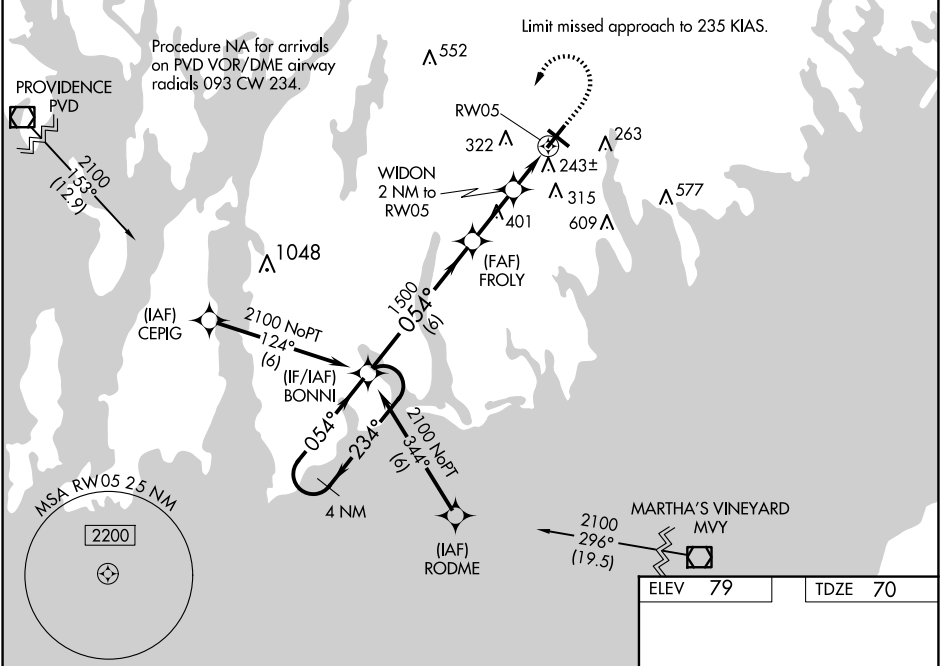 Procedure NA for arrivals
on PVD VOR/DME airway
radials 093 CW 234.
Limit missed approach to 235 KIAS.
552
PROVIDENCE
PVD
2100
153°
(12.9)
RW05
322
263
243±
WIDON
2 NM to
RW05
315
577
401
609
(FAF)
FROLY
1048
1500
054°
(6)
(IAF)
CEPIG
2100 NoPT
124°
(6)
(IF/IAF)
BONNI
054°
234°
2100 NoPT
344°
(6)
4 NM
MSA RW05 25 NM
2200
(IAF)
RODME
MARTHA'S VINEYARD
MVY
2100
296°
(19.5)
ELEV 79
TDZE 70